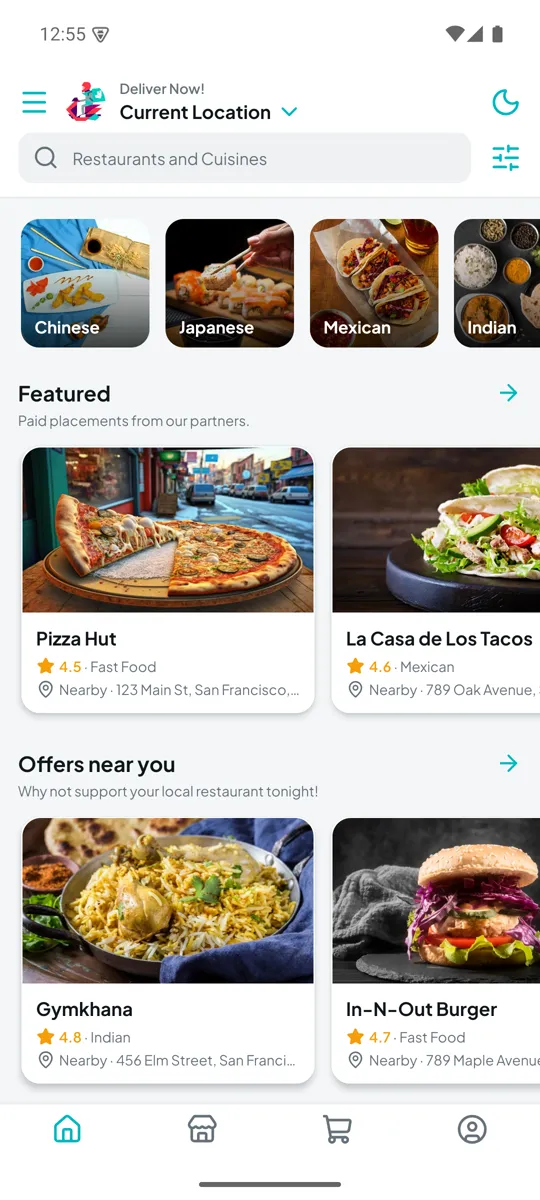 12:55
Deliver Now!
Current Location
Restaurants and Cuisines
Chinese
Japanese
Mexican
Indian
Featured
Paid placements from our partners.
Pizza Hut
4.5 · Fast Food
Nearby · 123 Main St, San Francisco,...
La Casa de Los Tacos
4.6 · Mexican
Nearby · 789 Oak Avenue,
Offers near you
Why not support your local restaurant tonight!
Gymkhana
4.8 · Indian
Nearby · 456 Elm Street, San Franci...
In-N-Out Burger
4.7 · Fast Food
Nearby · 789 Maple Avenue